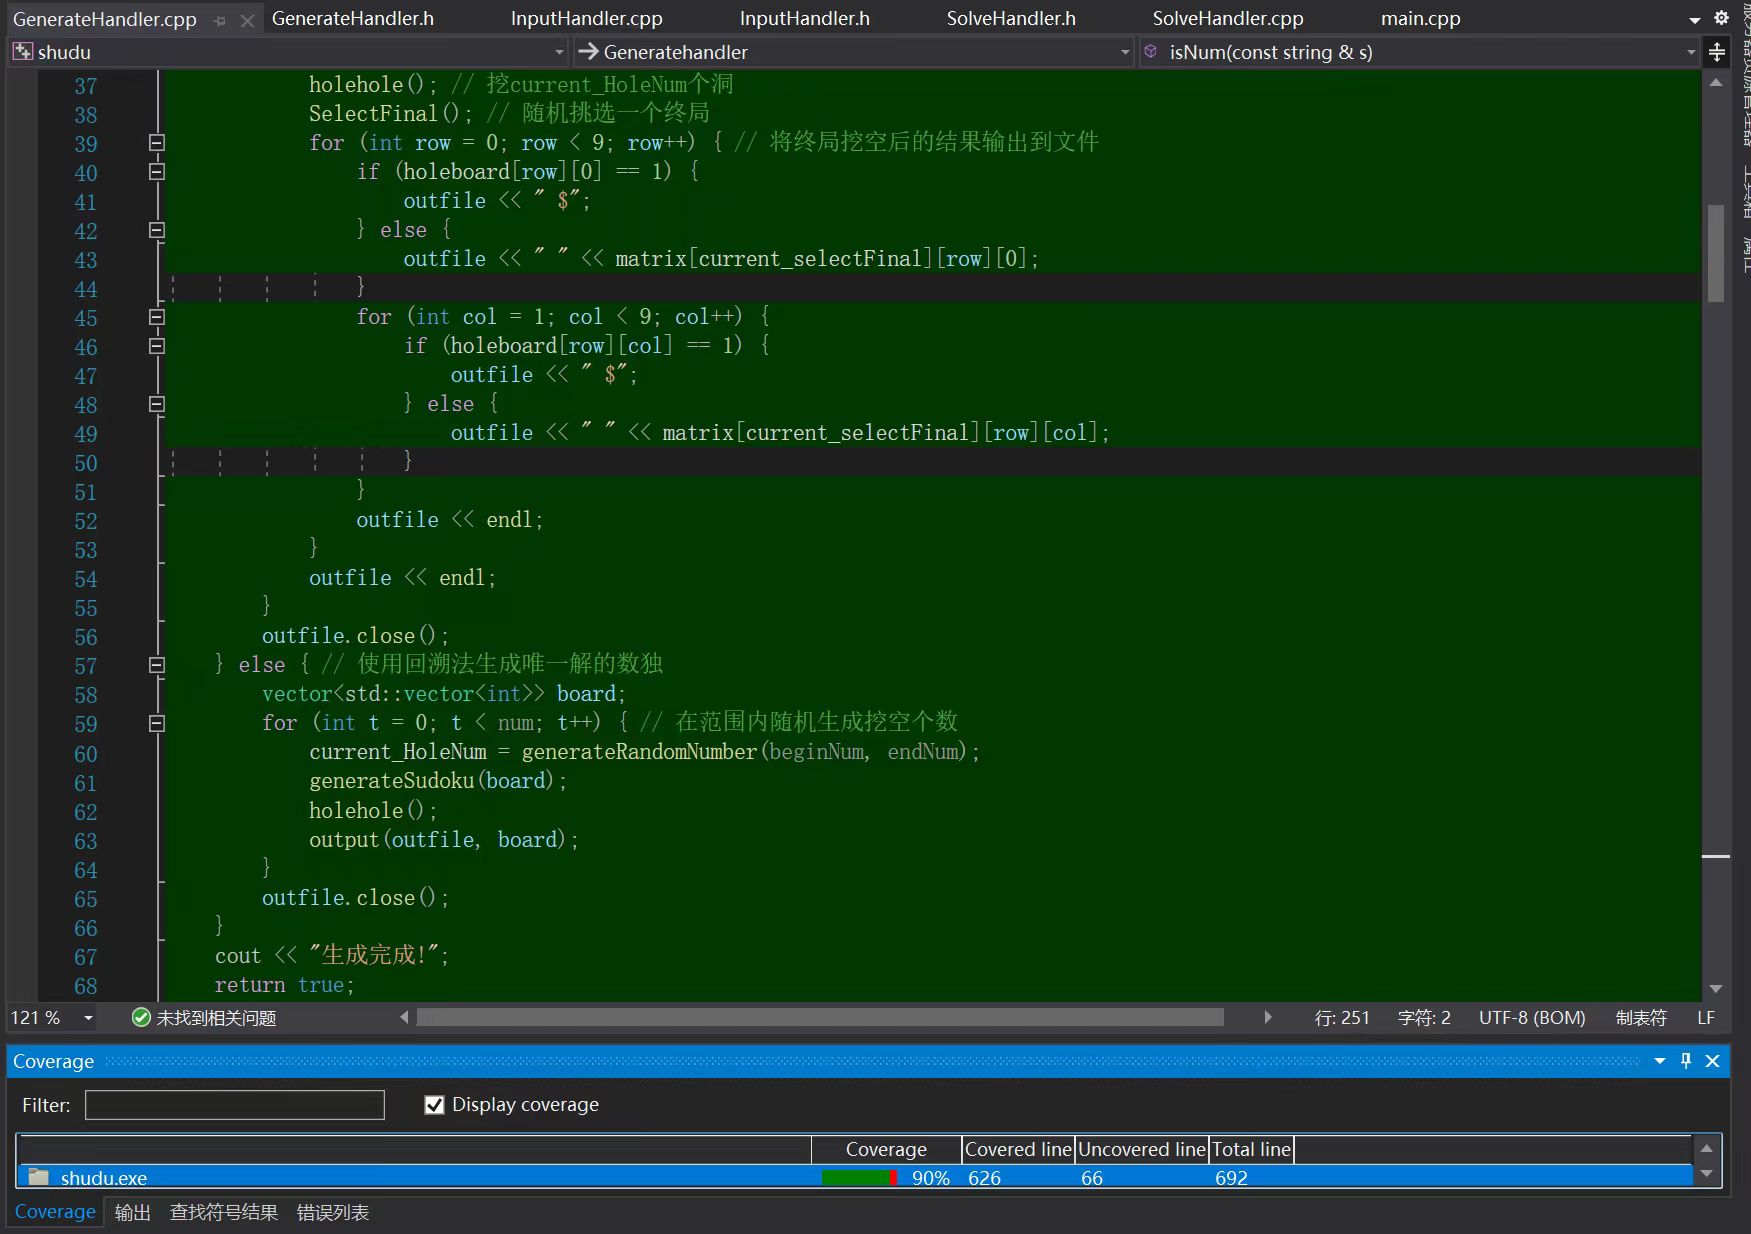 GenerateHandler.cpp GenerateHandler.h InputHandler.cpp InputHandler.h SolveHandler.h SolveHandler.cpp main.cpp
shudu Generatehandler isNum(const string & s)
37 holehole(); // 挖current_HoleNum个洞
38 SelectFinal(); // 随机挑选一个终局
39 for (int row = 0; row < 9; row++) { // 将终局挖空后的结果输出到文件
40 if (holeboard[row][0] == 1) {
41 outfile << " $";
42 } else {
43 outfile << " " << matrix[current_selectFinal][row][0];
44 }
45 for (int col = 1; col < 9; col++) {
46 if (holeboard[row][col] == 1) {
47 outfile << " $";
48 } else {
49 outfile << " " << matrix[current_selectFinal][row][col];
50 }
51 }
52 outfile << endl;
53 }
54 outfile << endl;
55 }
56 outfile.close();
57 } else { // 使用回溯法生成唯一解的数独
58 vector<std::vector<int>> board;
59 for (int t = 0; t < num; t++) { // 在范围内随机生成挖空个数
60 current_HoleNum = generateRandomNumber(beginNum, endNum);
61 generateSudoku(board);
62 holehole();
63 output(outfile, board);
64 }
65 outfile.close();
66 }
67 cout << "生成完成!";
68 return true;
121 % 未找到相关问题 行: 251 字符: 2 UTF-8 (BOM) 制表符 LF
Coverage
Filter: Display coverage
Coverage Covered line Uncovered line Total line
shudu.exe 90% 626 66 692
Coverage 输出 查找符号结果 错误列表